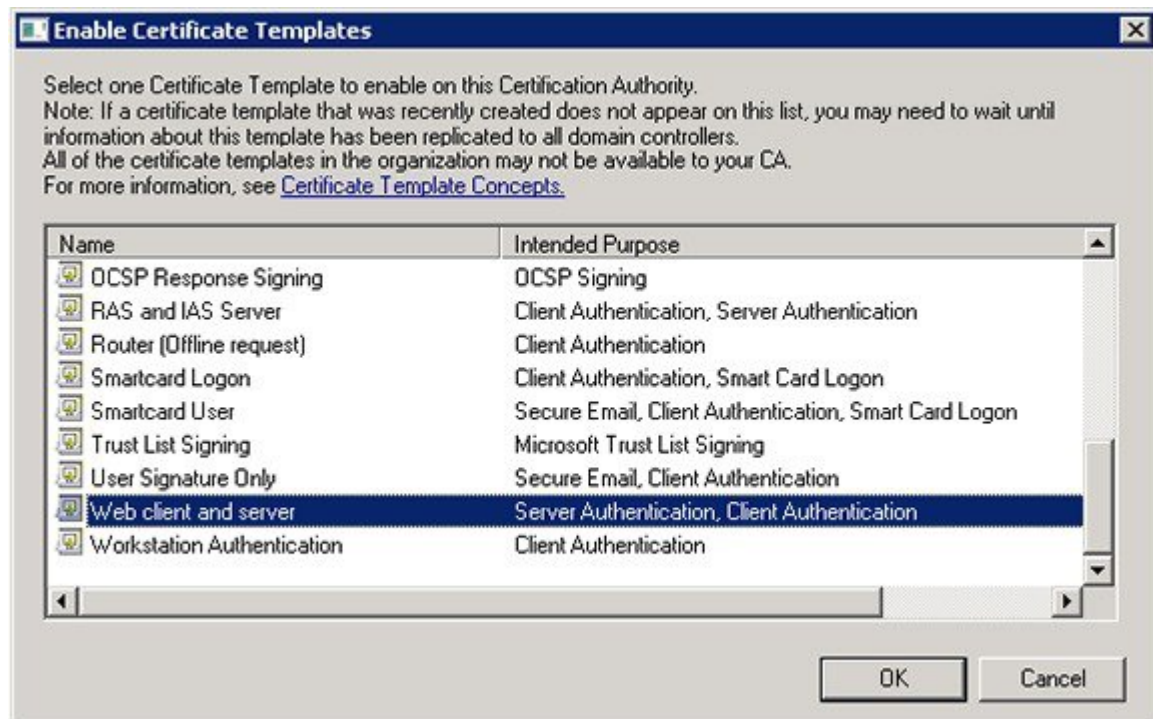 Enable Certificate Templates
Select one Certificate Template to enable on this Certification Authority.
Note: If a certificate template that was recently created does not appear on this list, you may need to wait until
information about this template has been replicated to all domain controllers.
All of the certificate templates in the organization may not be available to your CA.
For more information, see Certificate Template Concepts.
Name Intended Purpose
OCSP Response Signing OCSP Signing
RAS and IAS Server Client Authentication, Server Authentication
Router (Offline request) Client Authentication
Smartcard Logon Client Authentication, Smart Card Logon
Smartcard User Secure Email, Client Authentication, Smart Card Logon
Trust List Signing Microsoft Trust List Signing
User Signature Only Secure Email, Client Authentication
Web client and server Server Authentication, Client Authentication
Workstation Authentication Client Authentication
OK Cancel